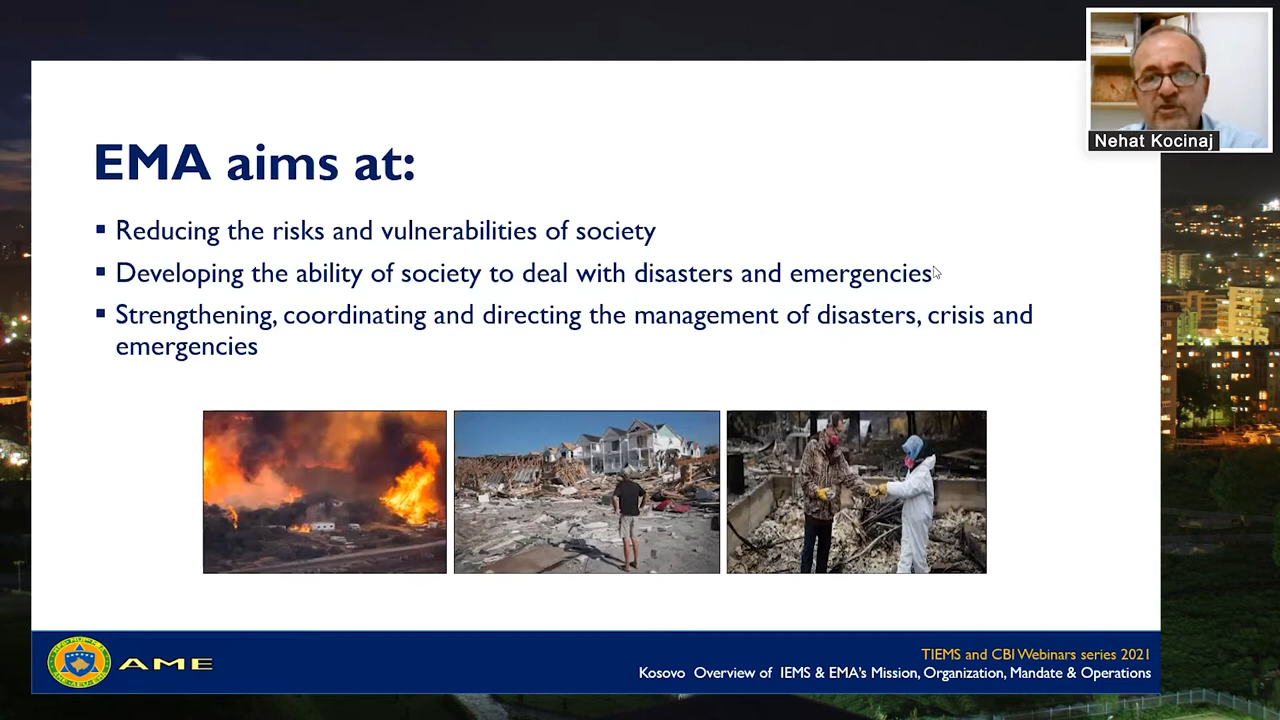 Nehat Kocinaj
EMA aims at:
▪ Reducing the risks and vulnerabilities of society
▪ Developing the ability of society to deal with disasters and emergencies
▪ Strengthening, coordinating and directing the management of disasters, crisis and
emergencies
AME
TIEMS and CBI Webinars series 2021
Kosovo Overview of IEMS & EMA's Mission, Organization, Mandate & Operations